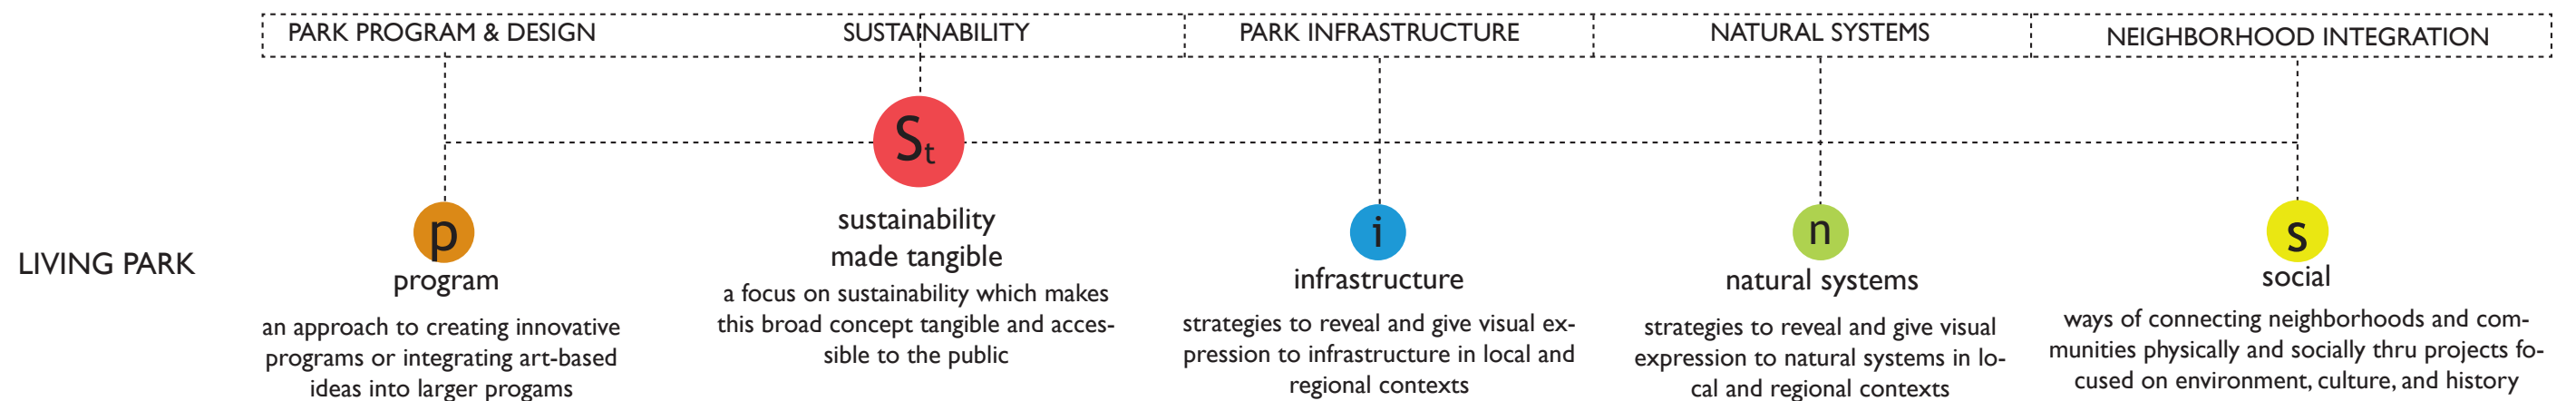 PARK PROGRAM & DESIGN
SUSTAINABILITY
PARK INFRASTRUCTURE
NATURAL SYSTEMS
NEIGHBORHOOD INTEGRATION
LIVING PARK
p
program
an approach to creating innovative
programs or integrating art-based
ideas into larger progams
St
sustainability
made tangible
a focus on sustainability which makes
this broad concept tangible and acces-
sible to the public
i
infrastructure
strategies to reveal and give visual ex-
pression to infrastructure in local and
regional contexts
n
natural systems
strategies to reveal and give visual
expression to natural systems in lo-
cal and regional contexts
s
social
ways of connecting neighborhoods and com-
munities physically and socially thru projects fo-
cused on environment, culture, and history